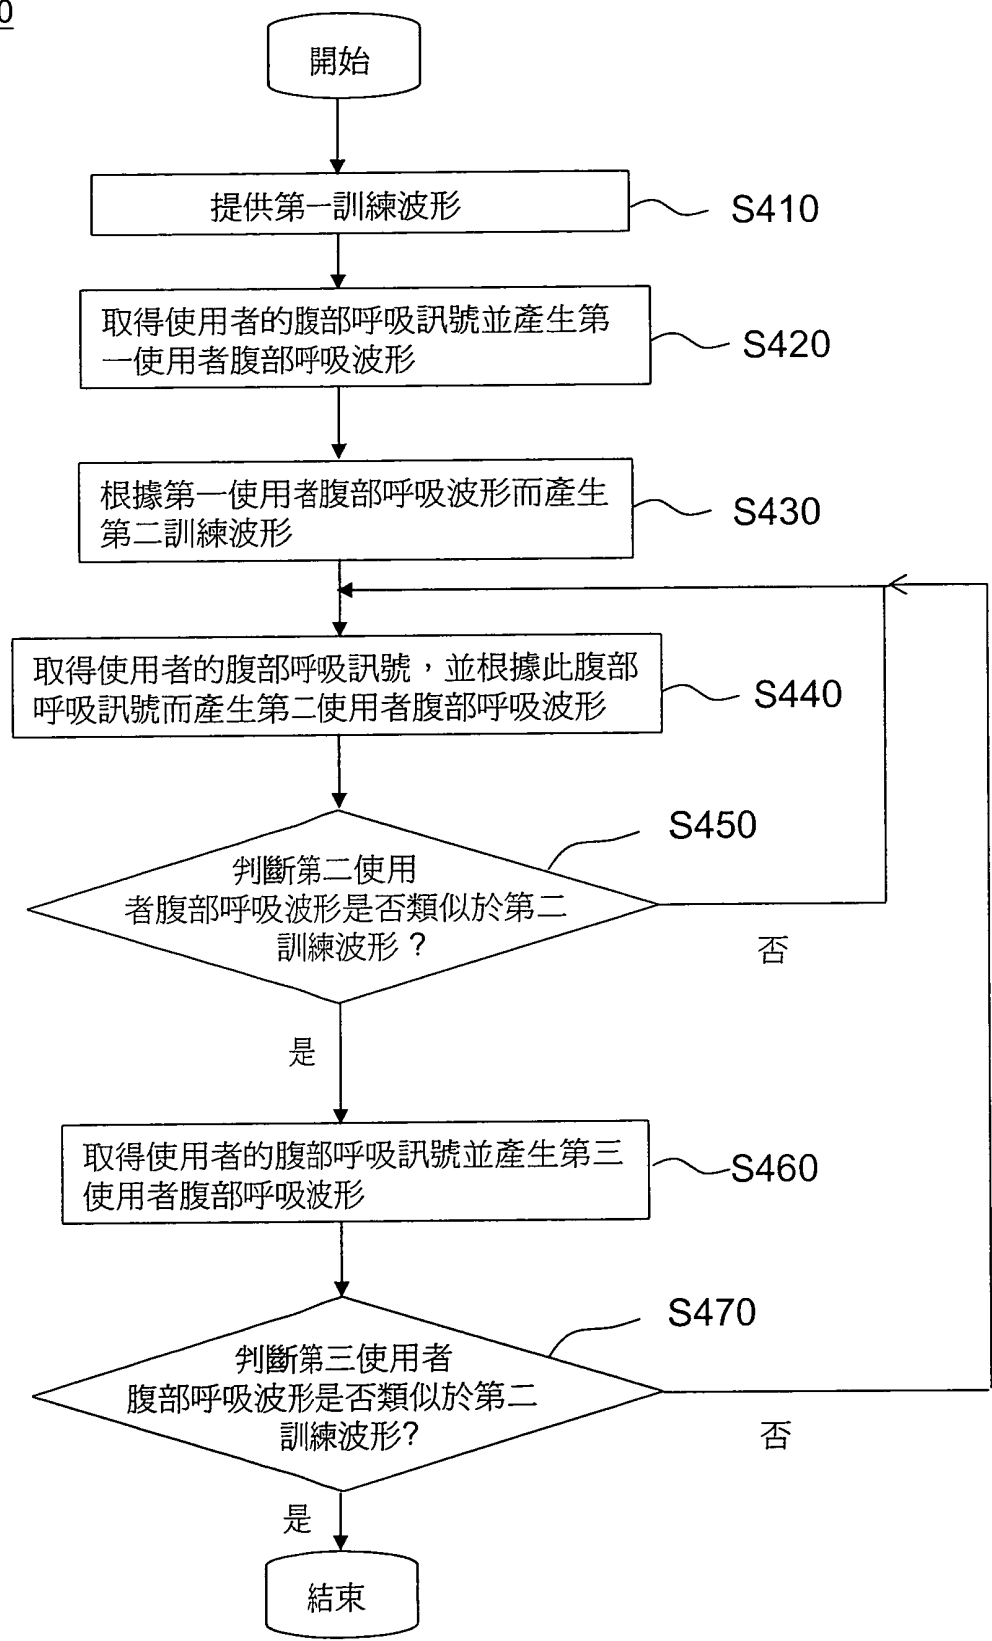 0
開始
提供第一訓練波形
S410
取得使用者的腹部呼吸訊號並產生第
一使用者腹部呼吸波形
S420
根據第一使用者腹部呼吸波形而產生
第二訓練波形
S430
取得使用者的腹部呼吸訊號，並根據此腹部
呼吸訊號而產生第二使用者腹部呼吸波形
S440
判斷第二使用
者腹部呼吸波形是否類似於第二
訓練波形？
S450
否
是
取得使用者的腹部呼吸訊號並產生第三
使用者腹部呼吸波形
S460
判斷第三使用者
腹部呼吸波形是否類似於第二
訓練波形?
S470
否
是
結束